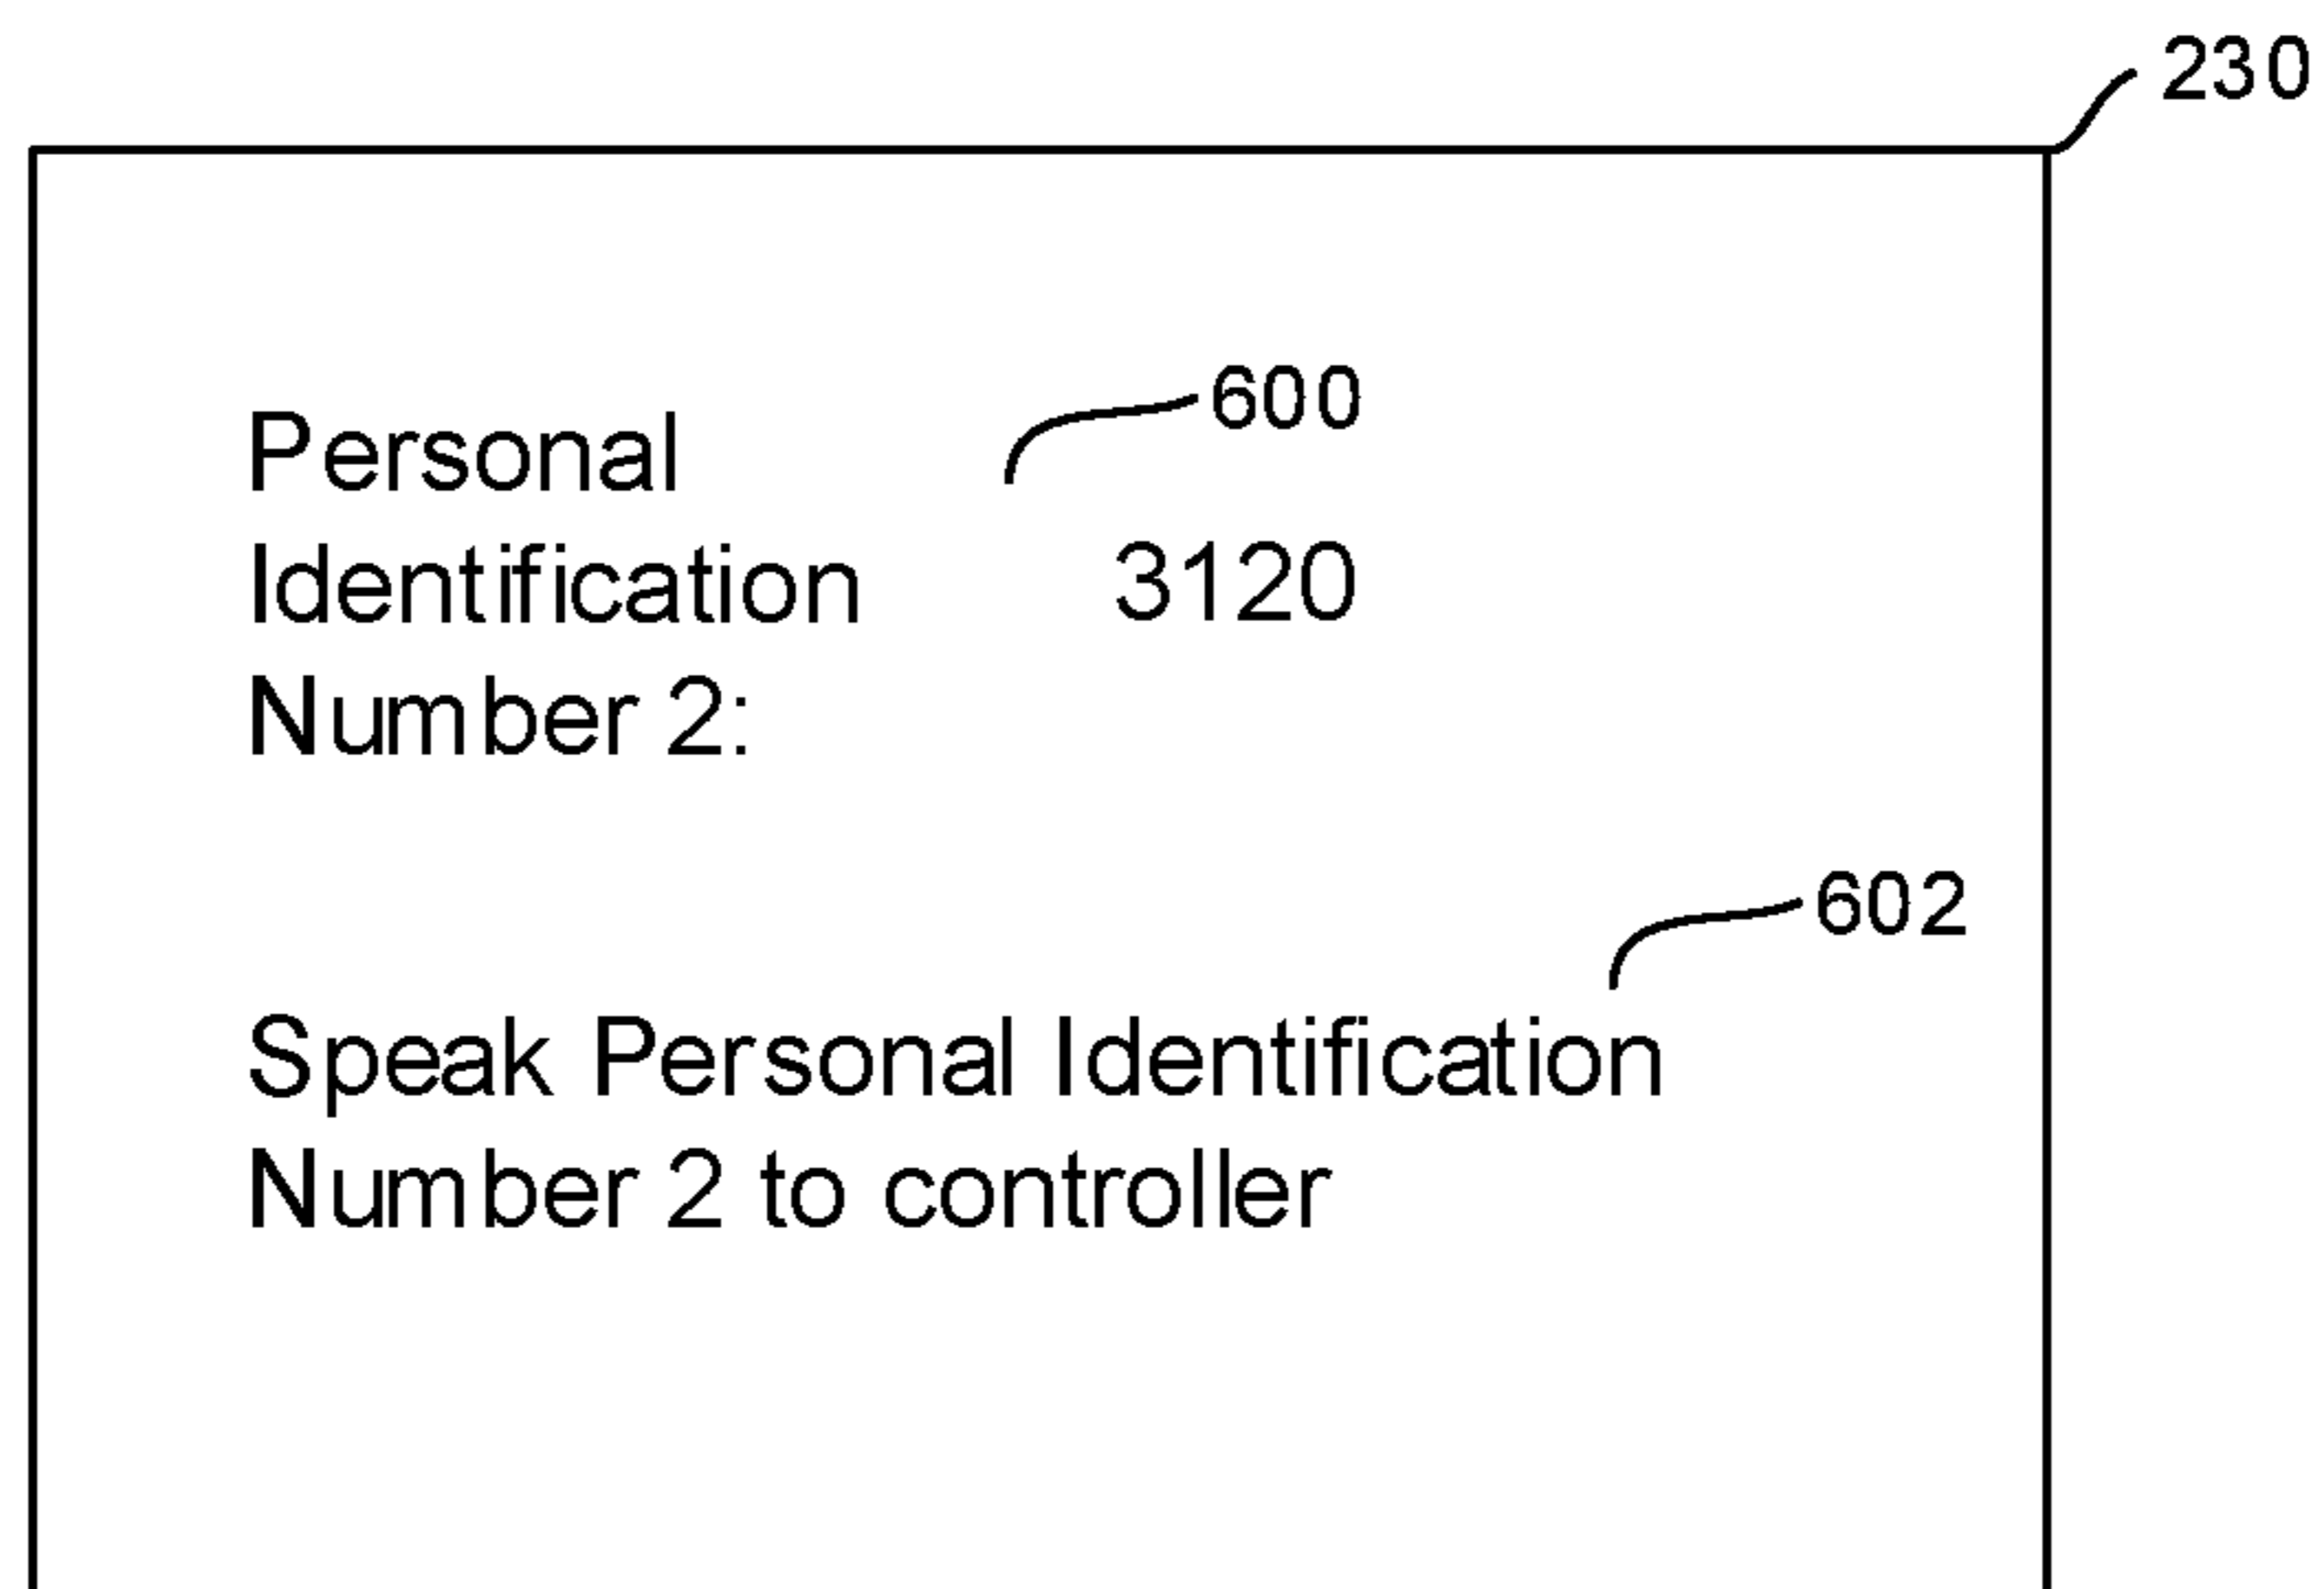 230
600
Personal
Identification 3120
Number 2:
602
Speak Personal Identification
Number 2 to controller